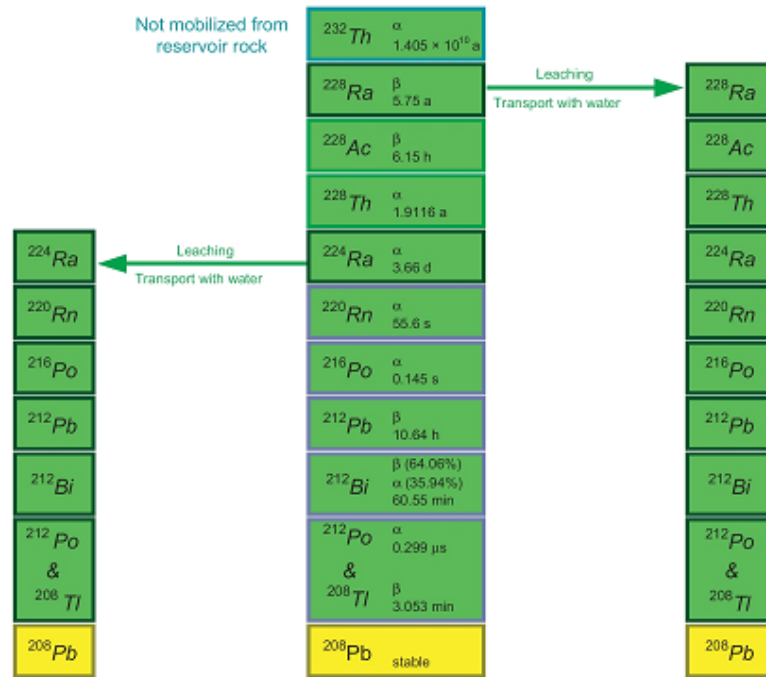 Not mobilized from
reservoir rock
²³²Th α
1.405 × 10¹⁰ a
²²⁸Ra β
5.75 a
Leaching
Transport with water
²²⁸Ra
²²⁸Ac β
6.15 h
²²⁸Ac
²²⁸Th α
1.9116 a
²²⁸Th
²²⁴Ra
Leaching
Transport with water
²²⁴Ra α
3.66 d
²²⁴Ra
²²⁰Rn
²²⁰Rn α
55.6 s
²²⁰Rn
²¹⁶Po
²¹⁶Po α
0.145 s
²¹⁶Po
²¹²Pb
²¹²Pb β
10.64 h
²¹²Pb
²¹²Bi
²¹²Bi β (64.06%)
α (35.94%)
60.55 min
²¹²Bi
²¹²Po
&
²⁰⁸Tl
²¹²Po α
0.299 µs
&
²⁰⁸Tl β
3.053 min
²¹²Po
&
²⁰⁸Tl
²⁰⁸Pb
²⁰⁸Pb stable
²⁰⁸Pb